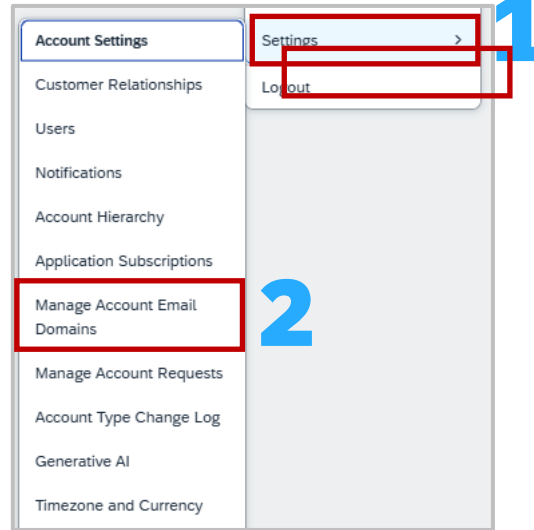 Account Settings
Settings
1
Customer Relationships
Logout
Users
Notifications
Account Hierarchy
Application Subscriptions
Manage Account Email
Domains
2
Manage Account Requests
Account Type Change Log
Generative AI
Timezone and Currency